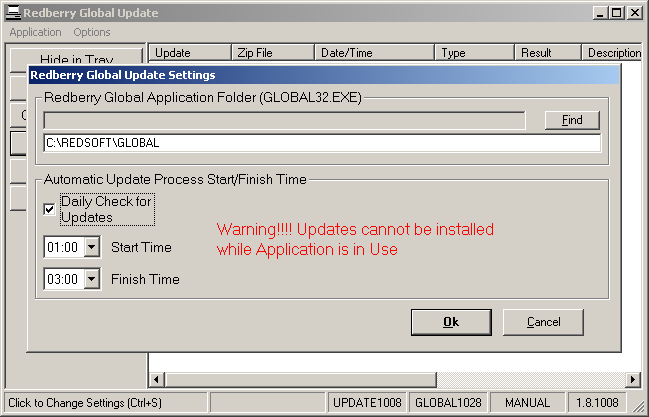 Redberry Global Update
Application Options
Hide in Tray
Update Zip File Date/Time Type Result Description
Redberry Global Update Settings
Redberry Global Application Folder (GLOBAL32.EXE)
Find
C:\REDSOFT\GLOBAL
Automatic Update Process Start/Finish Time
Daily Check for
Updates
Warning!!!! Updates cannot be installed
while Application is in Use
01:00 Start Time
03:00 Finish Time
Ok Cancel
Click to Change Settings (Ctrl+S) UPDATE1008 GLOBAL1028 MANUAL 1.8.1008